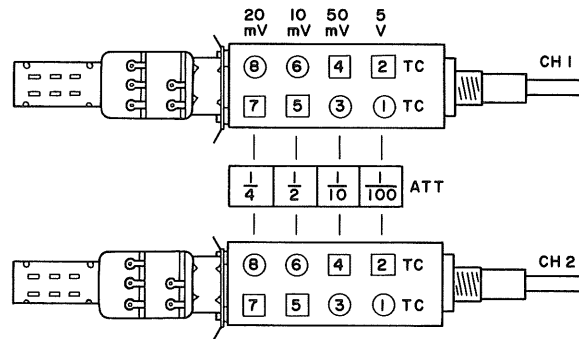 20 10 50 5
mV mV mV V
8 6 4 2 TC CH 1
7 5 3 1 TC
1/4 1/2 1/10 1/100 ATT
8 6 4 2 TC CH 2
7 5 3 1 TC